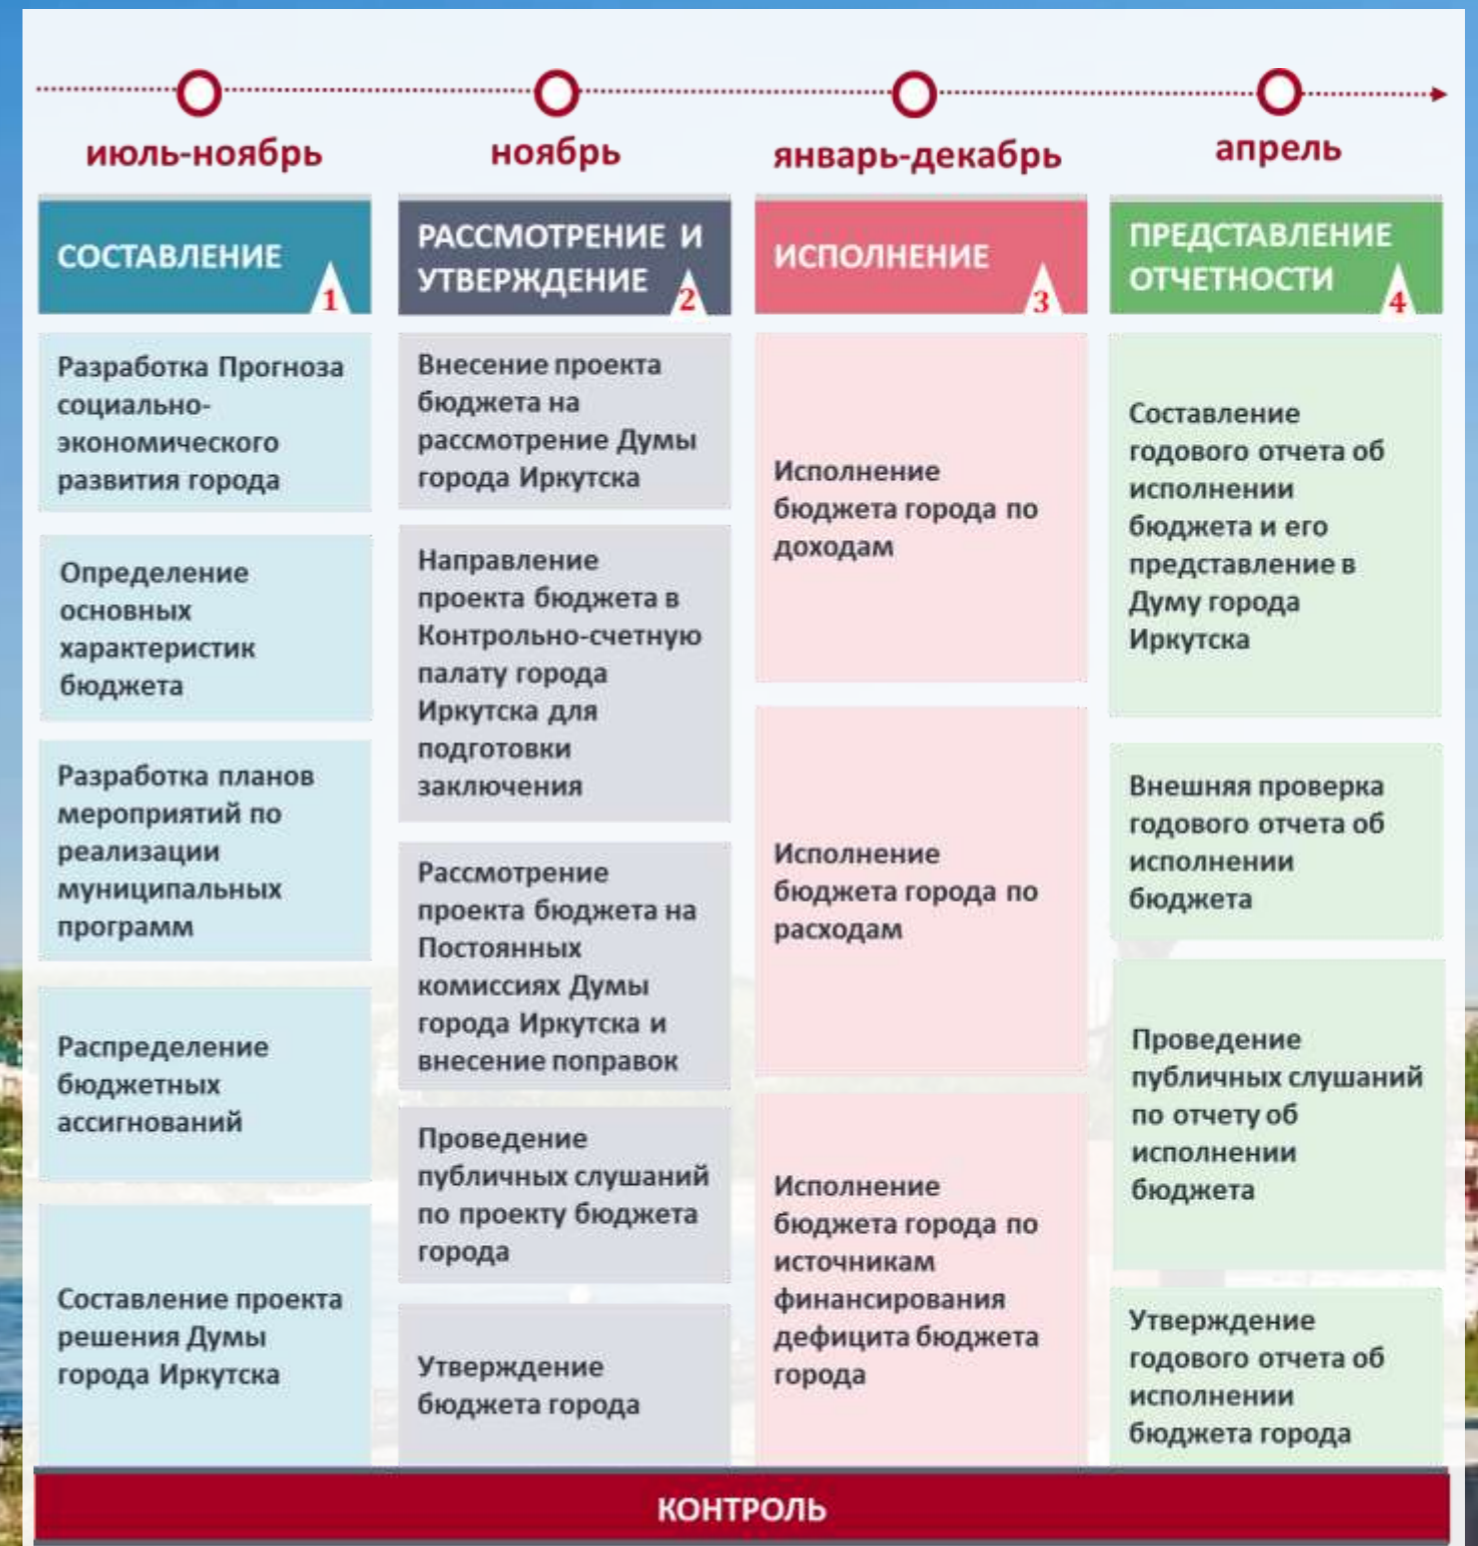 июль-ноябрь
ноябрь
январь-декабрь
апрель
СОСТАВЛЕНИЕ
1
РАССМОТРЕНИЕ И
УТВЕРЖДЕНИЕ
2
ИСПОЛНЕНИЕ
3
ПРЕДСТАВЛЕНИЕ
ОТЧЕТНОСТИ
4
Разработка Прогноза
социально-
экономического
развития города
Определение
основных
характеристик
бюджета
Разработка планов
мероприятий по
реализации
муниципальных
программ
Распределение
бюджетных
ассигнований
Составление проекта
решения Думы
города Иркутска
Внесение проекта
бюджета на
рассмотрение Думы
города Иркутска
Направление
проекта бюджета в
Контрольно-счетную
палату города
Иркутска для
подготовки
заключения
Рассмотрение
проекта бюджета на
Постоянных
комиссиях Думы
города Иркутска и
внесение поправок
Проведение
публичных слушаний
по проекту бюджета
города
Утверждение
бюджета города
Исполнение
бюджета города по
доходам
Исполнение
бюджета города по
расходам
Исполнение
бюджета города по
источникам
финансирования
дефицита бюджета
города
Составление
годового отчета об
исполнении
бюджета и его
представление в
Думу города
Иркутска
Внешняя проверка
годового отчета об
исполнении
бюджета
Проведение
публичных слушаний
по отчету об
исполнении
бюджета
Утверждение
годового отчета об
исполнении
бюджета города
КОНТРОЛЬ